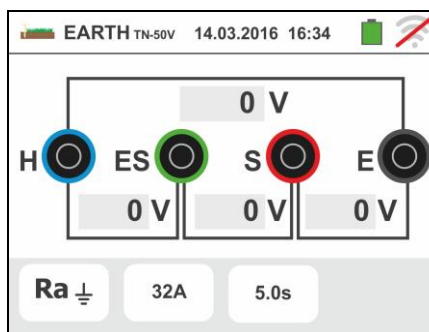 EARTH TN-50V 14.03.2016 16:34
0 V
H ES S E
0 V 0 V 0 V
Ra 32A 5.0s